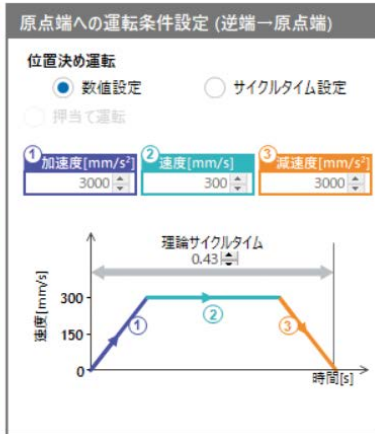 原点端への運転条件設定 (逆端→原点端)
位置決め運転
数値設定 サイクルタイム設定
押当て運転
1 加速度[mm/s²] 2 速度[mm/s] 3 減速度[mm/s²]
3000 300 3000
理論サイクルタイム
0.43
速度[mm/s]
300
150
0
1 2 3
時間[s]